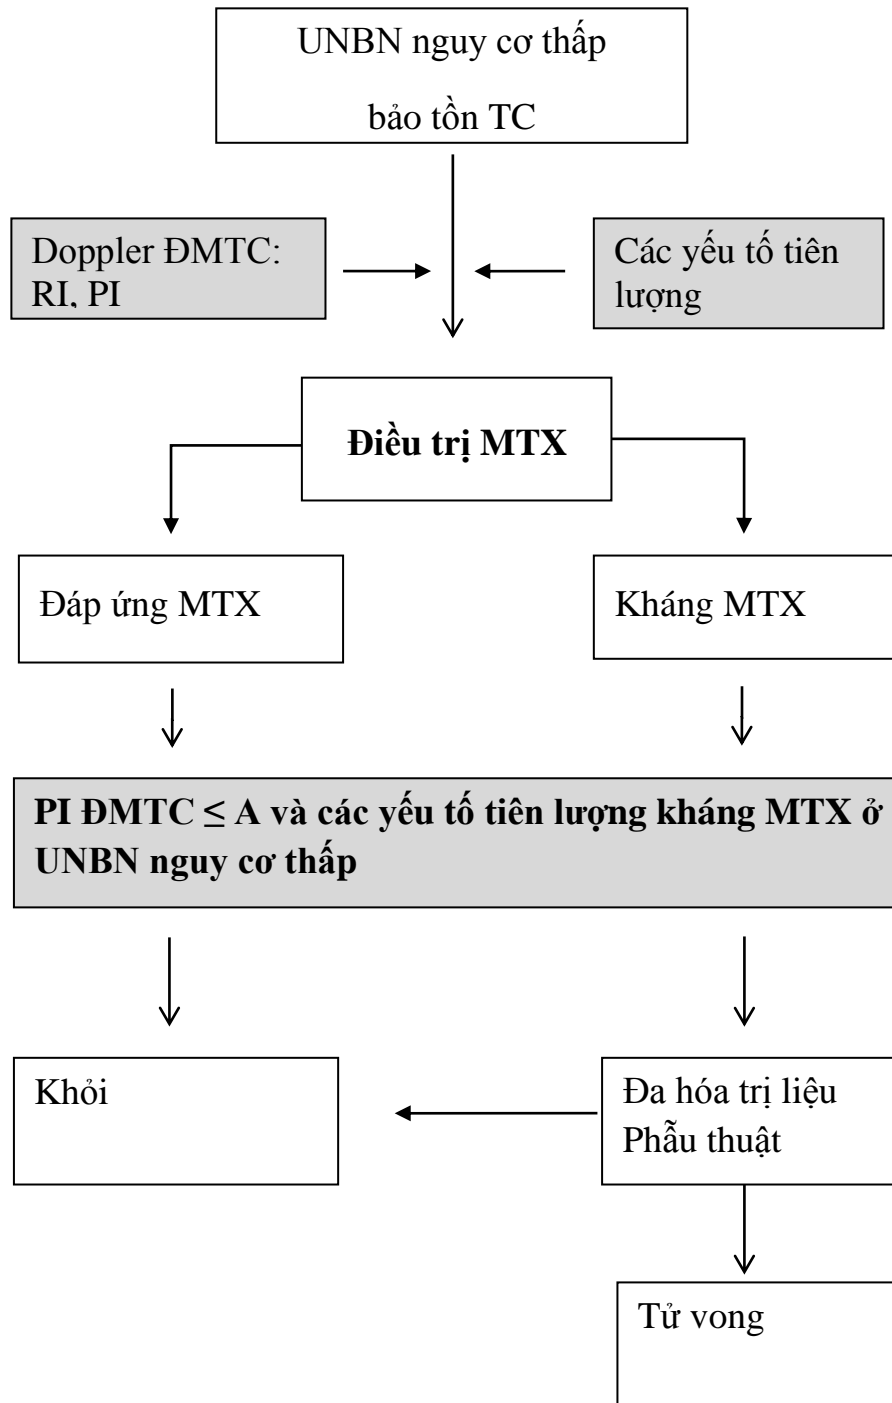 UNBN nguy cơ thấp
bảo tồn TC
Doppler ĐMTC:
RI, PI
Các yếu tố tiên
lượng
Điều trị MTX
Đáp ứng MTX
Kháng MTX
PI ĐMTC ≤ A và các yếu tố tiên lượng kháng MTX ở
UNBN nguy cơ thấp
Khỏi
Đa hóa trị liệu
Phẫu thuật
Tử vong